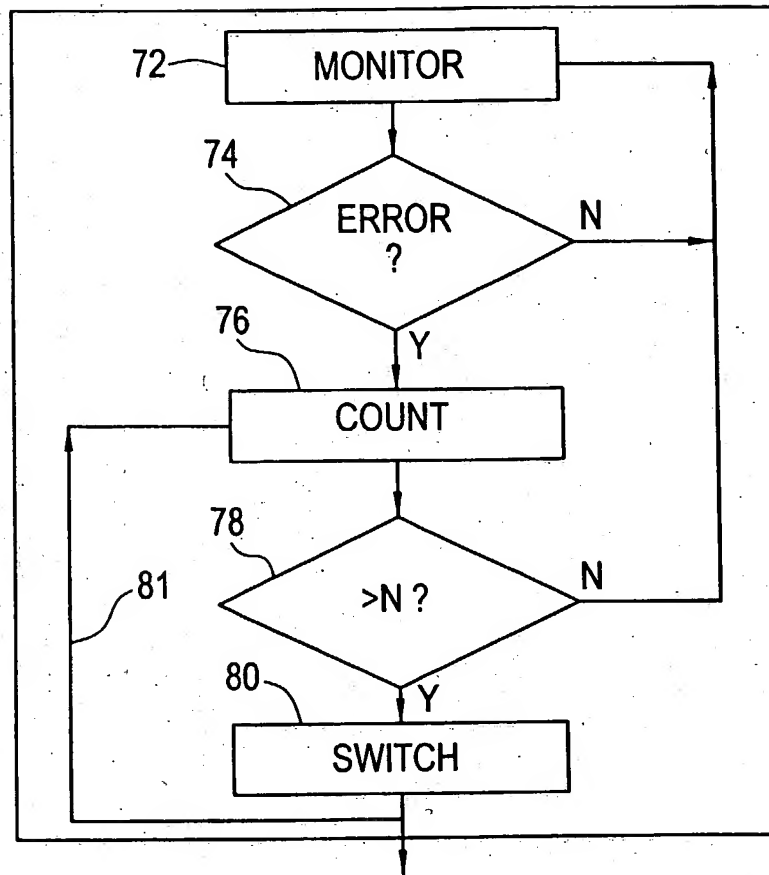 72
MONITOR
74
ERROR
?
N
Y
76
COUNT
78
>N ?
N
81
Y
80
SWITCH